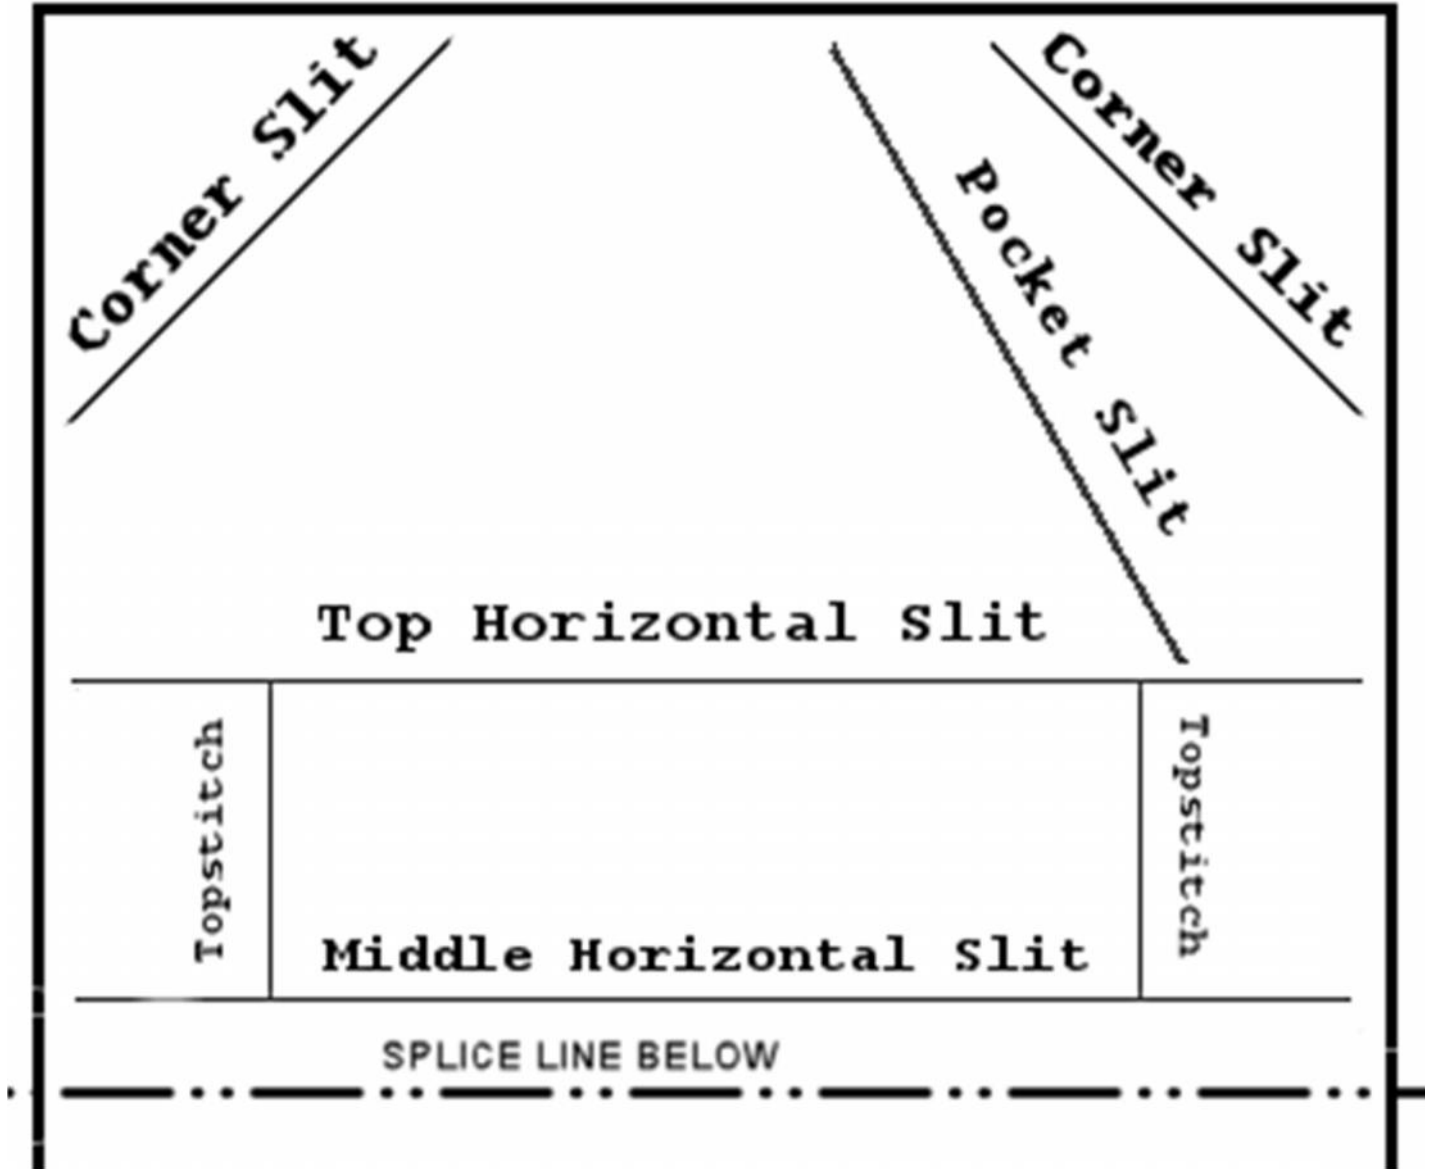 Corner Slit
Corner Slit
Pocket Slit
Top Horizontal Slit
Topstitch
Topstitch
Middle Horizontal Slit
SPLICE LINE BELOW